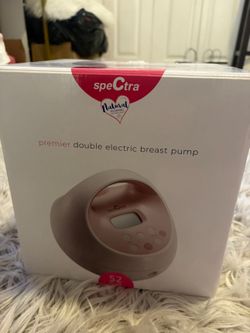 speCtra
Natural
premier double electric breast pump
S2